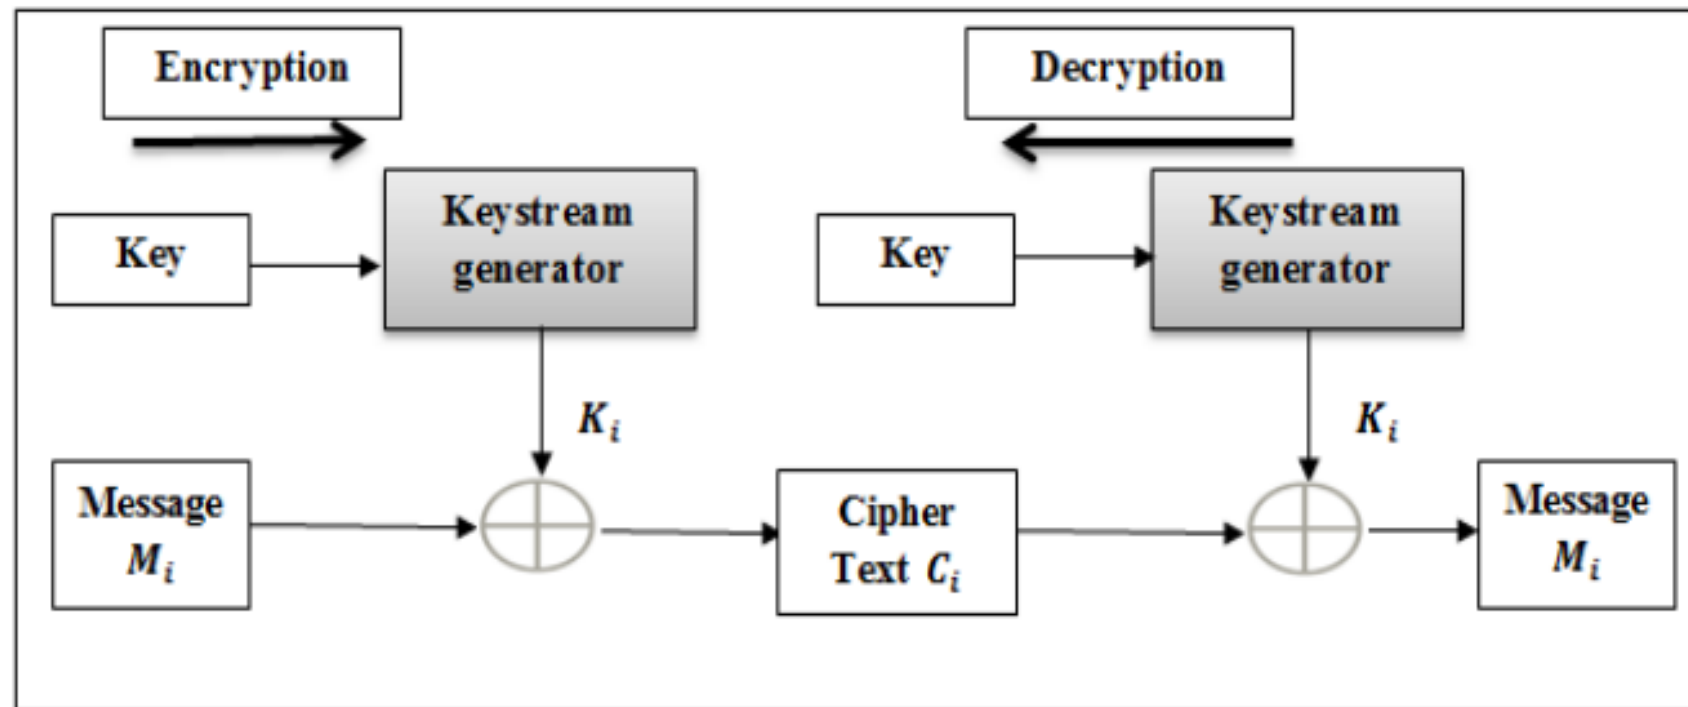 Encryption
Decryption
Key
Keystream
generator
Key
Keystream
generator
K_i
K_i
Message
M_i
Cipher
Text C_i
Message
M_i